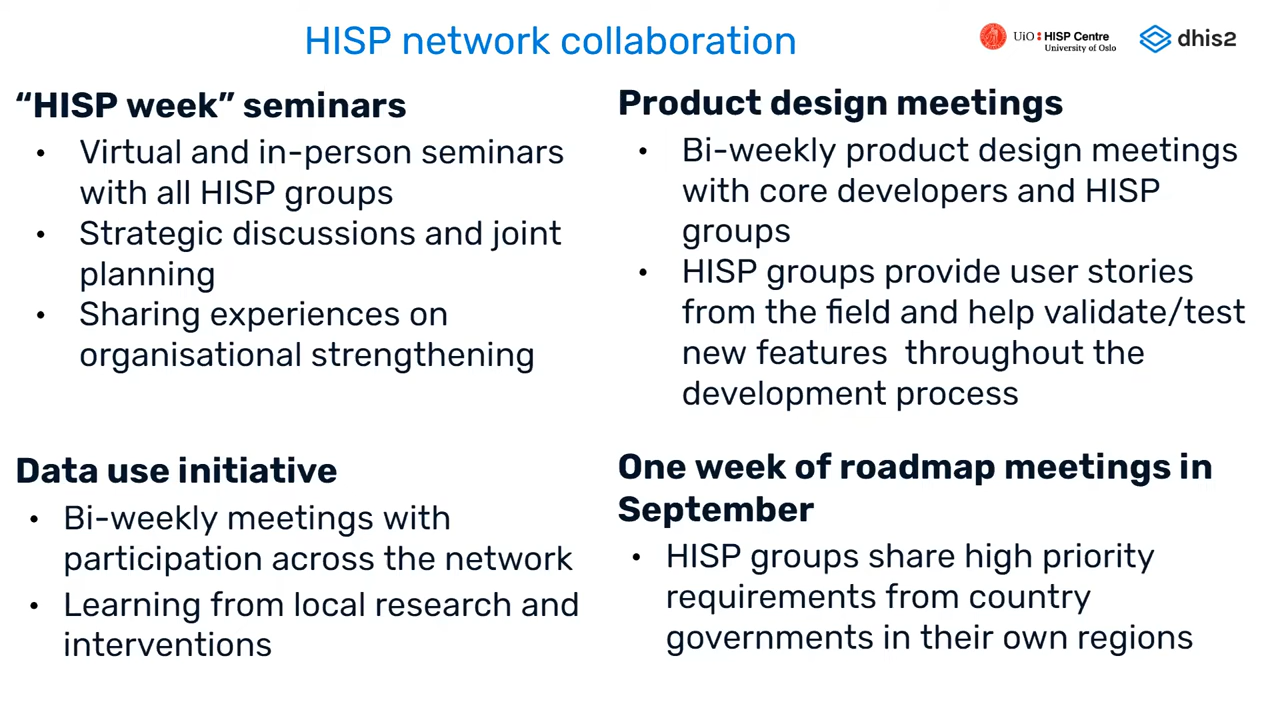 HISP network collaboration
UiO: HISP Centre
University of Oslo
dhis2
“HISP week” seminars
• Virtual and in-person seminars
with all HISP groups
• Strategic discussions and joint
planning
• Sharing experiences on
organisational strengthening
Product design meetings
• Bi-weekly product design meetings
with core developers and HISP
groups
• HISP groups provide user stories
from the field and help validate/test
new features throughout the
development process
Data use initiative
• Bi-weekly meetings with
participation across the network
• Learning from local research and
interventions
One week of roadmap meetings in
September
• HISP groups share high priority
requirements from country
governments in their own regions